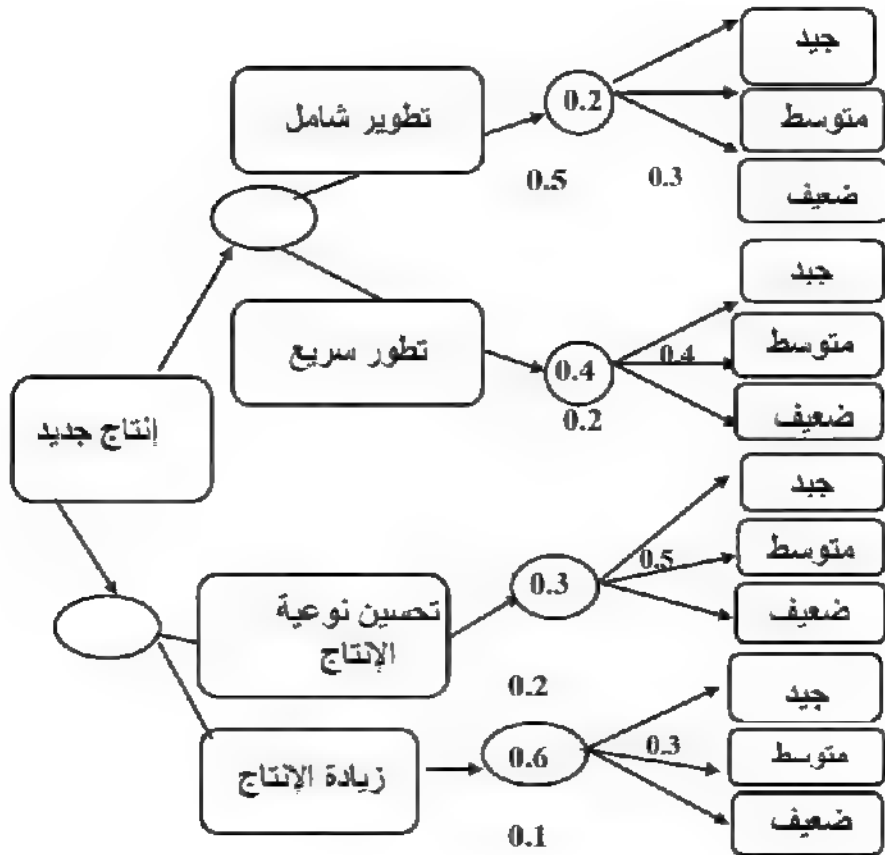 جيد
0.2
تطوير شامل
متوسط
0.3
0.5
ضعيف
جيد
متوسط
0.4
تطور سريع
0.4
0.2
ضعيف
إنتاج جديد
جيد
متوسط
0.5
0.3
ضعيف
تحسين نوعية
الإنتاج
0.2
جيد
متوسط
0.3
0.6
زيادة الإنتاج
ضعيف
0.1